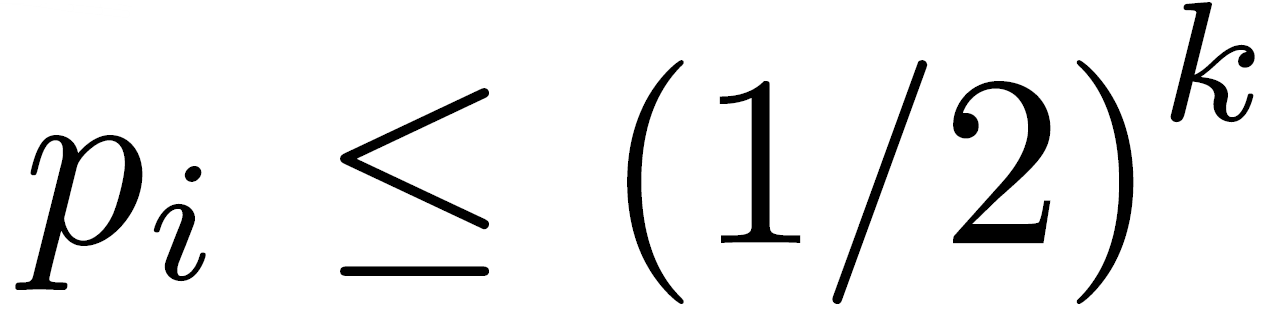 p_i ≤ (1/2)^k